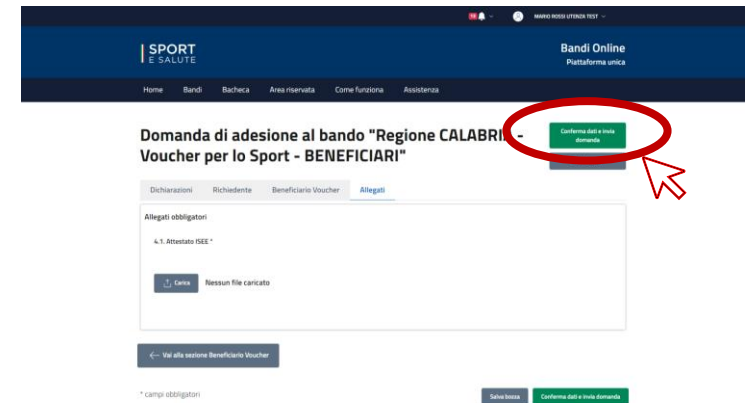 MARIO ROSSI UTENZA TEST
SPORT
E SALUTE
Bandi Online
Piattaforma unica
Home Bandi Bacheca Area riservata Come funziona Assistenza
Domanda di adesione al bando "Regione CALABRIA -
Voucher per lo Sport - BENEFICIARI"
Conferma dati e invia
domanda
Dichiarazioni Richiedente Beneficiario Voucher Allegati
Allegati obbligatori
4.1. Attestato ISEE *
Carica Nessun file caricato
← Vai alla sezione Beneficiario Voucher
* campi obbligatori
Salva bozza Conferma dati e invia domanda